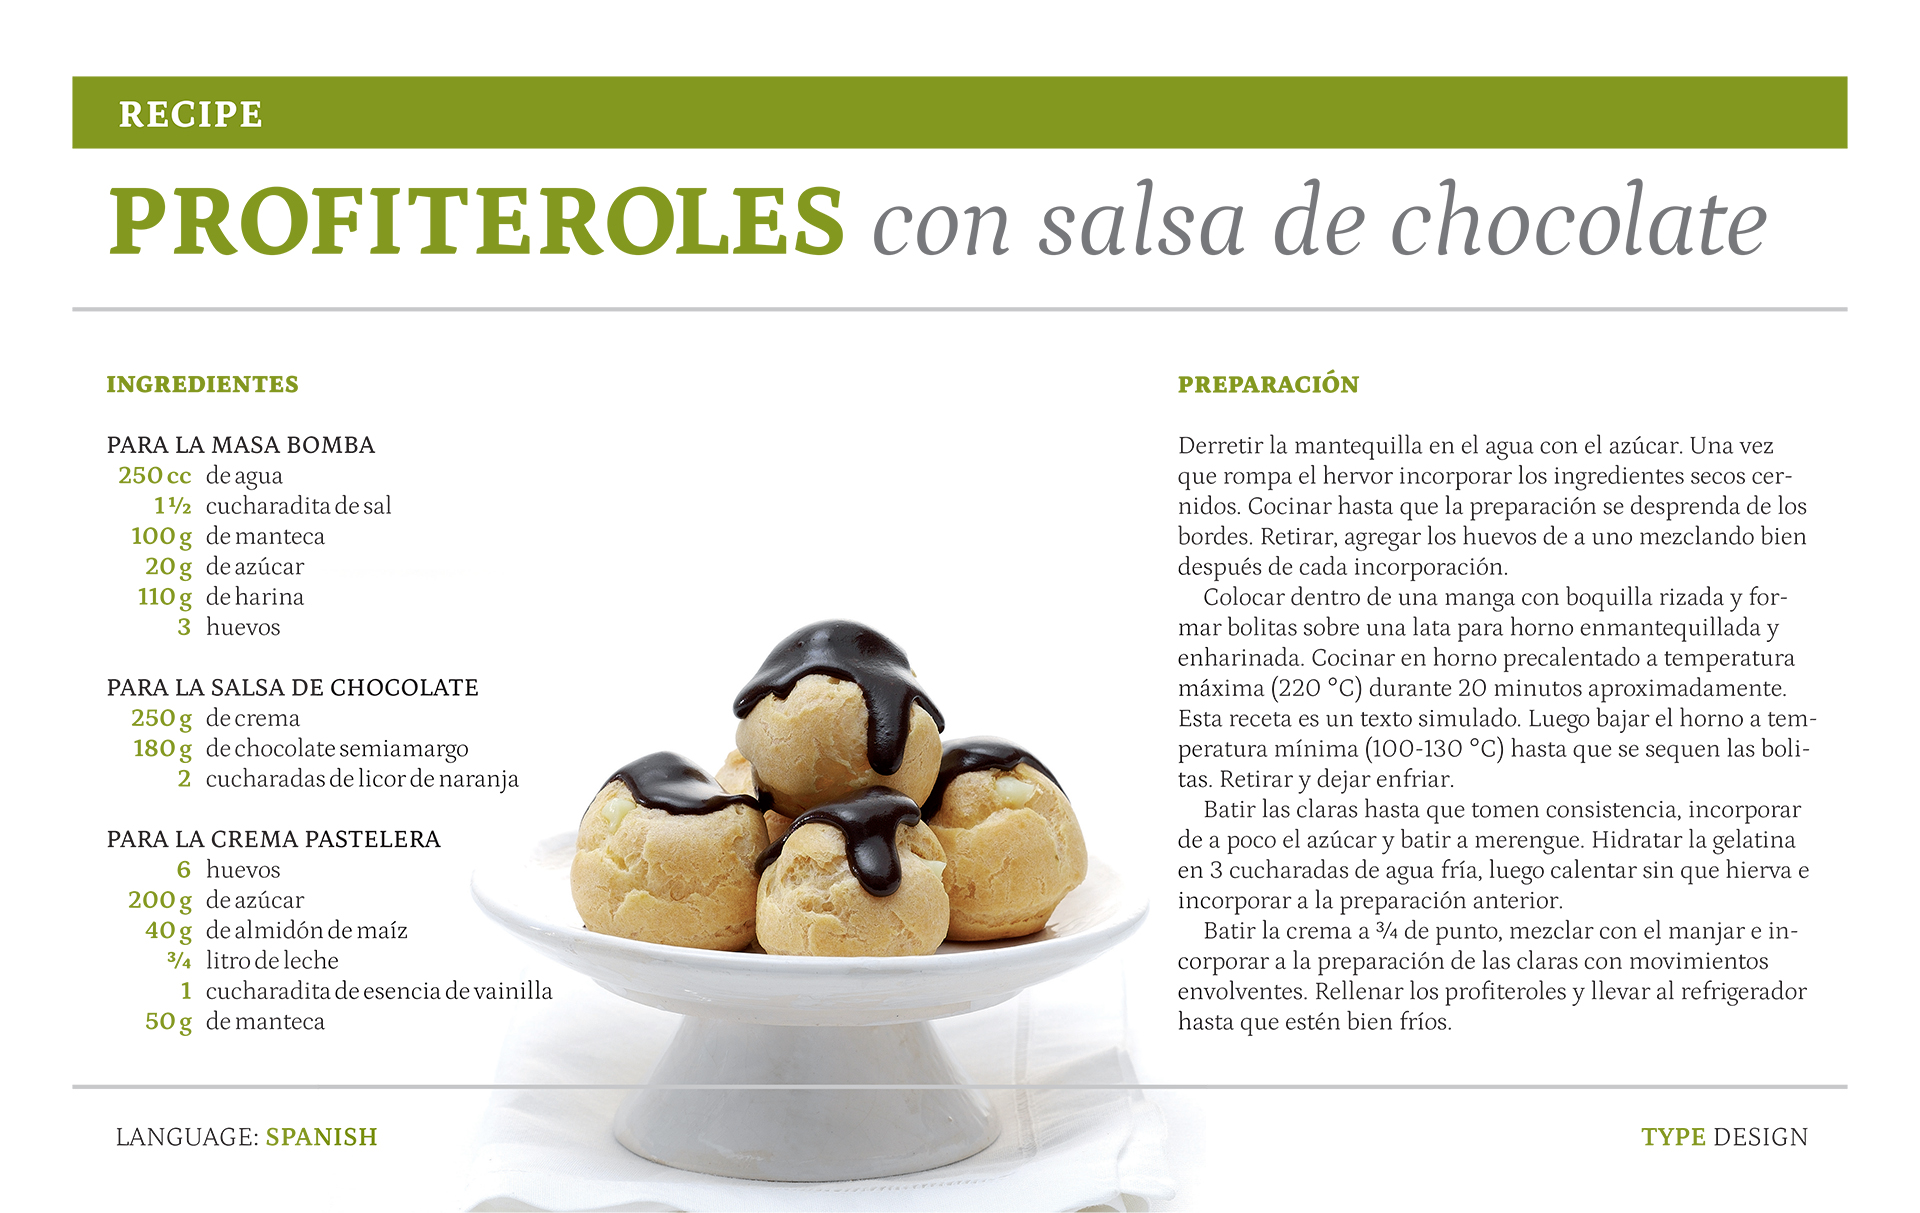 RECIPE
PROFITEROLES con salsa de chocolate
INGREDIENTES
PARA LA MASA BOMBA
250 cc de agua
1 ½ cucharadita de sal
100 g de manteca
20 g de azúcar
110 g de harina
3 huevos
PARA LA SALSA DE CHOCOLATE
250 g de crema
180 g de chocolate semiamargo
2 cucharadas de licor de naranja
PARA LA CREMA PASTELERA
6 huevos
200 g de azúcar
40 g de almidón de maíz
¾ litro de leche
1 cucharadita de esencia de vainilla
50 g de manteca
PREPARACIÓN
Derretir la mantequilla en el agua con el azúcar. Una vez
que rompa el hervor incorporar los ingredientes secos cer-
nidos. Cocinar hasta que la preparación se desprenda de los
bordes. Retirar, agregar los huevos de a uno mezclando bien
después de cada incorporación.
Colocar dentro de una manga con boquilla rizada y for-
mar bolitas sobre una lata para horno enmantequillada y
enharinada. Cocinar en horno precalentado a temperatura
máxima (220 °C) durante 20 minutos aproximadamente.
Esta receta es un texto simulado. Luego bajar el horno a tem-
peratura mínima (100-130 °C) hasta que se sequen las boli-
tas. Retirar y dejar enfriar.
Batir las claras hasta que tomen consistencia, incorporar
de a poco el azúcar y batir a merengue. Hidratar la gelatina
en 3 cucharadas de agua fría, luego calentar sin que hierva e
incorporar a la preparación anterior.
Batir la crema a ¾ de punto, mezclar con el manjar e in-
corporar a la preparación de las claras con movimientos
envolventes. Rellenar los profiteroles y llevar al refrigerador
hasta que estén bien fríos.
LANGUAGE: SPANISH
TYPE DESIGN